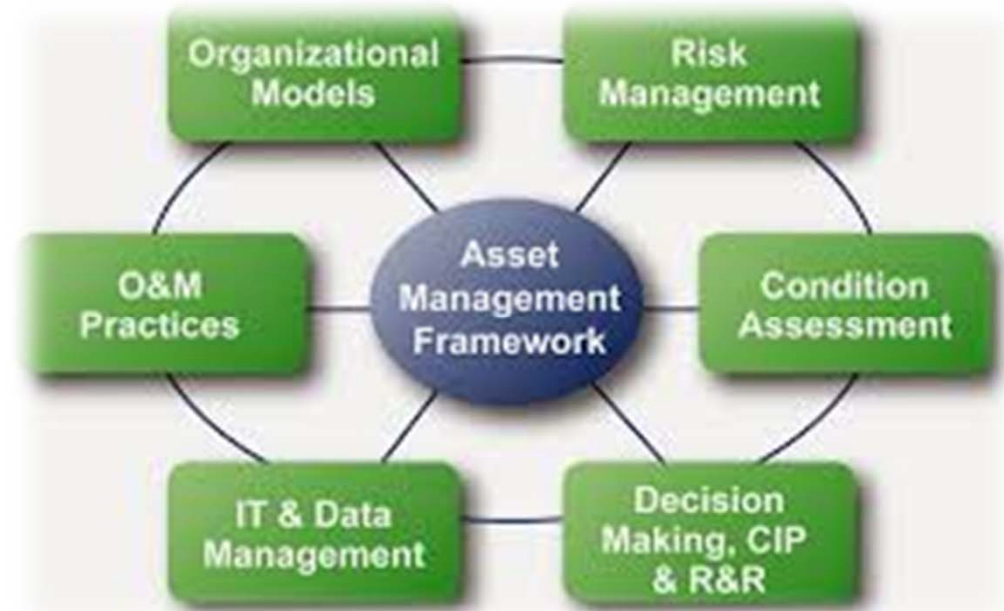 Organizational
Models
Risk
Management
O&M
Practices
Asset
Management
Framework
Condition
Assessment
IT & Data
Management
Decision
Making, CIP
& R&R